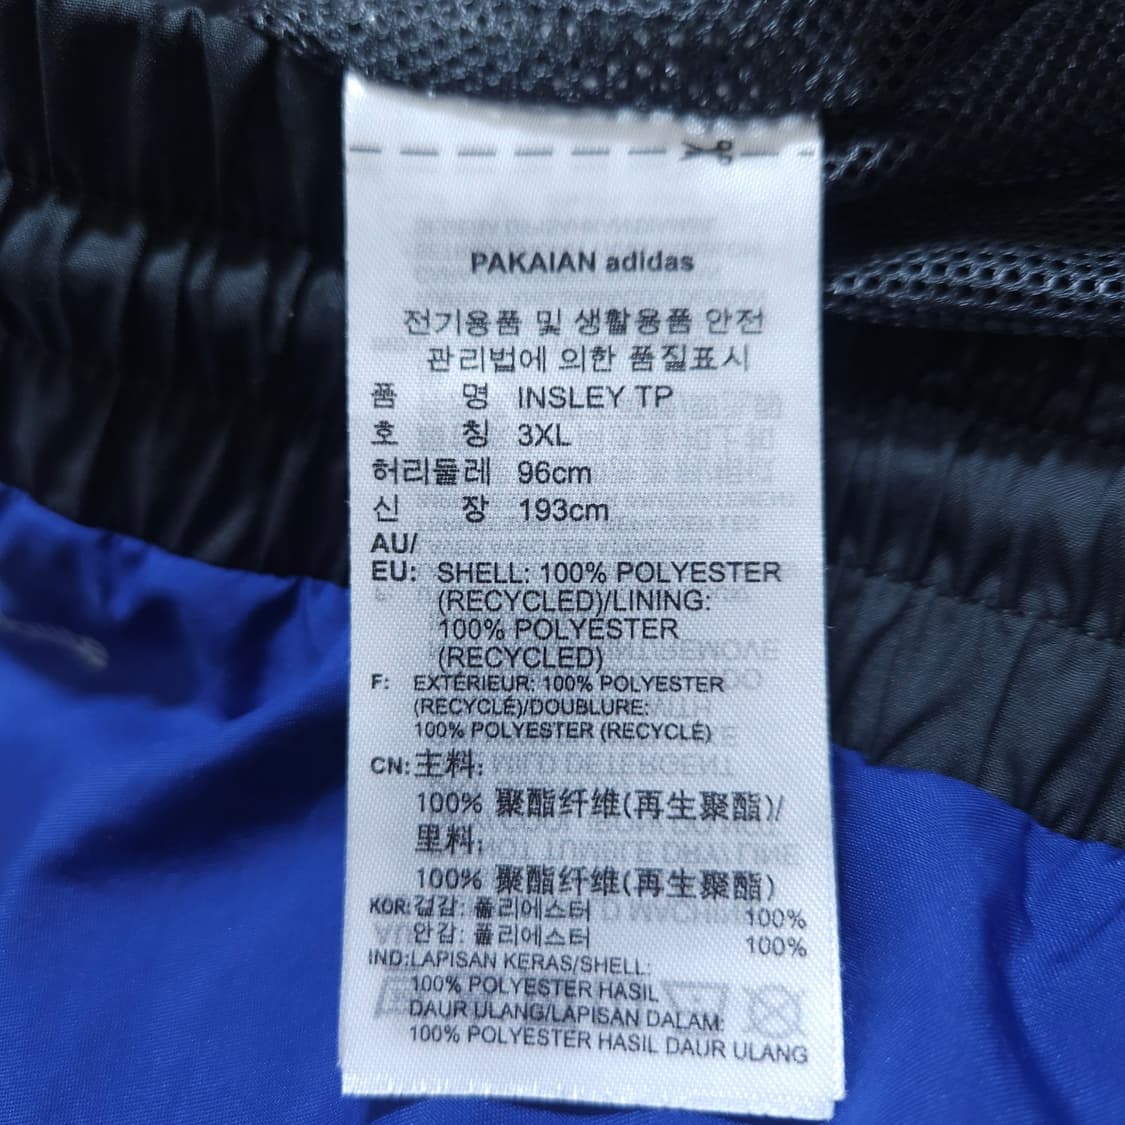 PAKAIAN adidas
전기용품 및 생활용품 안전
관리법에 의한 품질표시
품 명 INSLEY TP
호 칭 3XL
허리둘레 96cm
신 장 193cm
AU/
EU: SHELL: 100% POLYESTER
(RECYCLED)/LINING:
100% POLYESTER
(RECYCLED)
F: EXTÉRIEUR: 100% POLYESTER
(RECYCLÉ)/DOUBLURE:
100% POLYESTER (RECYCLÉ)
CN: 主料:
100% 聚酯纤维(再生聚酯)/
里料:
100% 聚酯纤维(再生聚酯)
KOR: 겉감: 폴리에스터 100%
안감: 폴리에스터 100%
IND: LAPISAN KERAS/SHELL:
100% POLYESTER HASIL
DAUR ULANG/LAPISAN DALAM:
100% POLYESTER HASIL DAUR ULANG